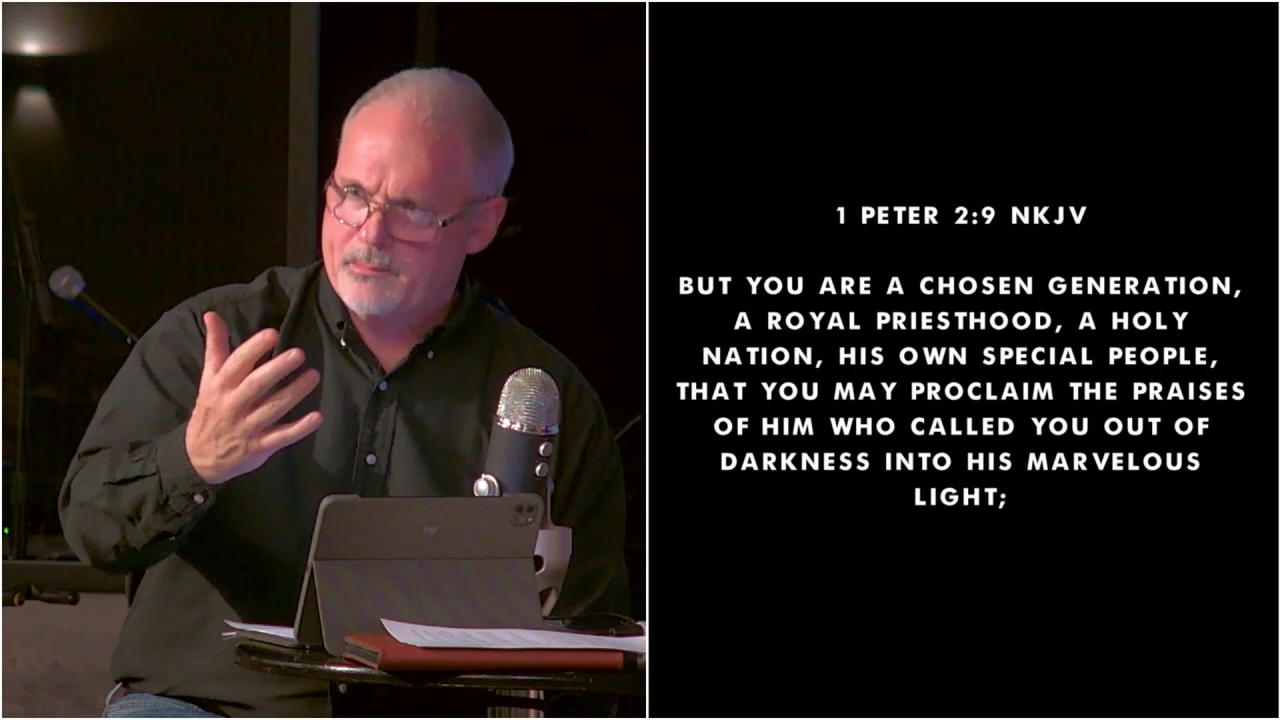 1 PETER 2:9 NKJV
BUT YOU ARE A CHOSEN GENERATION,
A ROYAL PRIESTHOOD, A HOLY
NATION, HIS OWN SPECIAL PEOPLE,
THAT YOU MAY PROCLAIM THE PRAISES
OF HIM WHO CALLED YOU OUT OF
DARKNESS INTO HIS MARVELOUS
LIGHT;